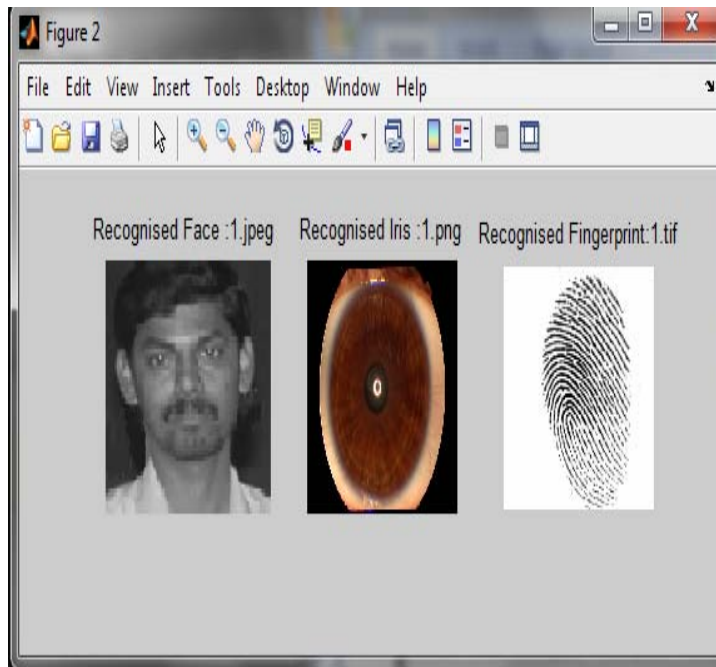 Figure 2
File Edit View Insert Tools Desktop Window Help
Recognised Face :1.jpeg Recognised Iris :1.png Recognised Fingerprint:1.tif